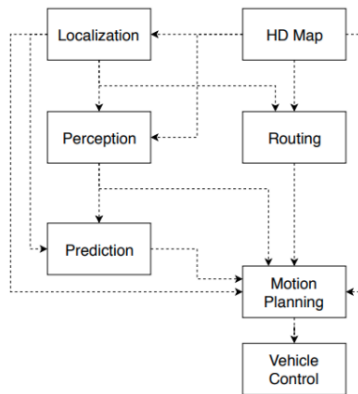 Localization
HD Map
Perception
Routing
Prediction
Motion
Planning
Vehicle
Control